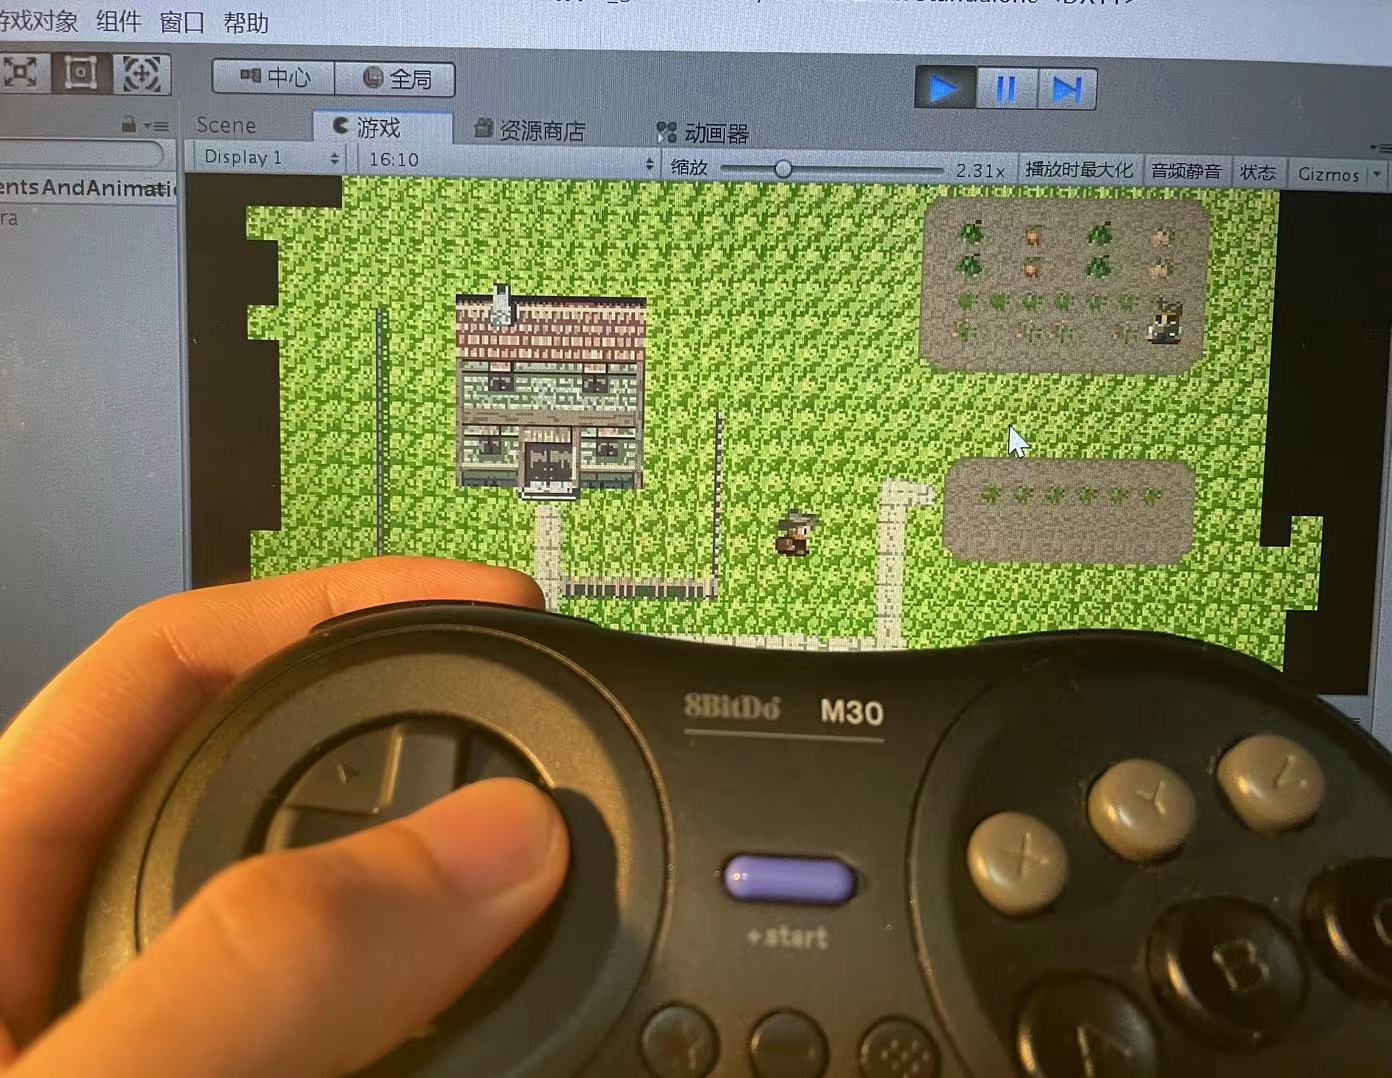 游戏对象 组件 窗口 帮助
中心 全局
Scene 游戏 资源商店 动画器
Display 1 16:10 缩放 2.31x 播放时最大化 音频静音 状态 Gizmos
entsAndAnimati
ra
8BitDo M30
X Y Z
+start
B
A